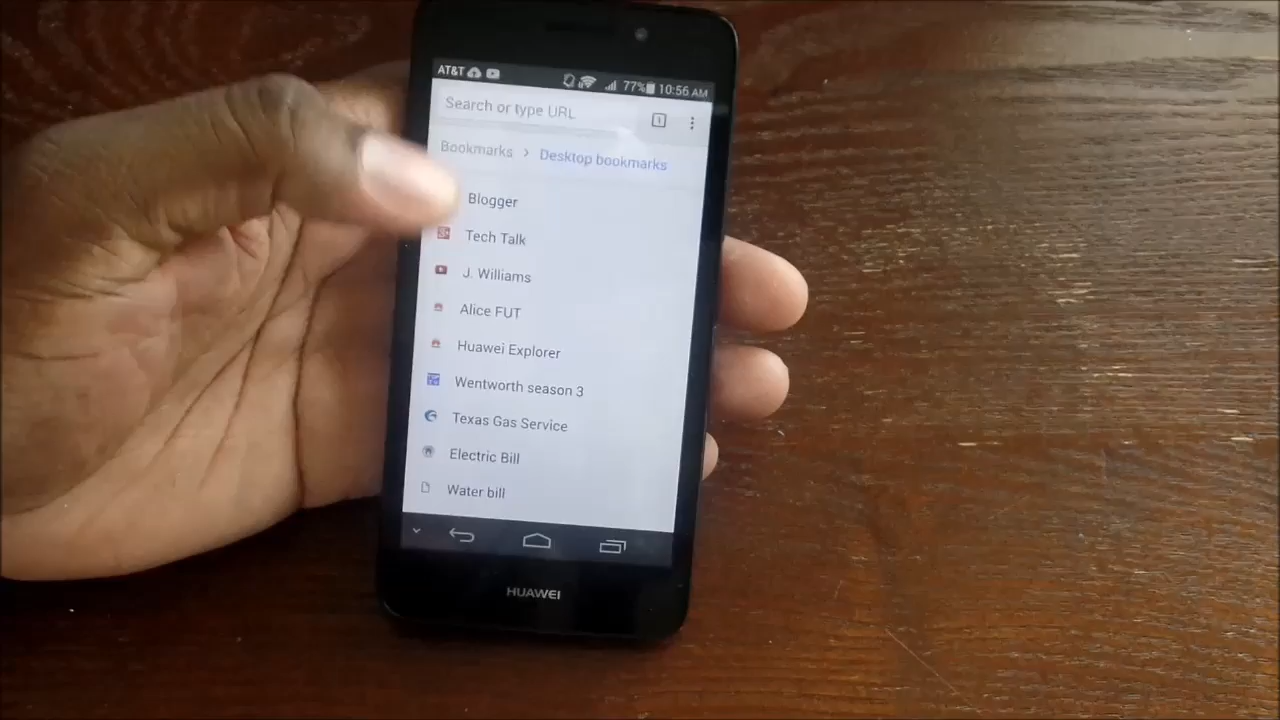 AT&T 77% 10:56 AM
Search or type URL 1
Bookmarks > Desktop bookmarks
Blogger
Tech Talk
J. Williams
Alice FUT
Huawei Explorer
Wentworth season 3
Texas Gas Service
Electric Bill
Water bill
HUAWEI